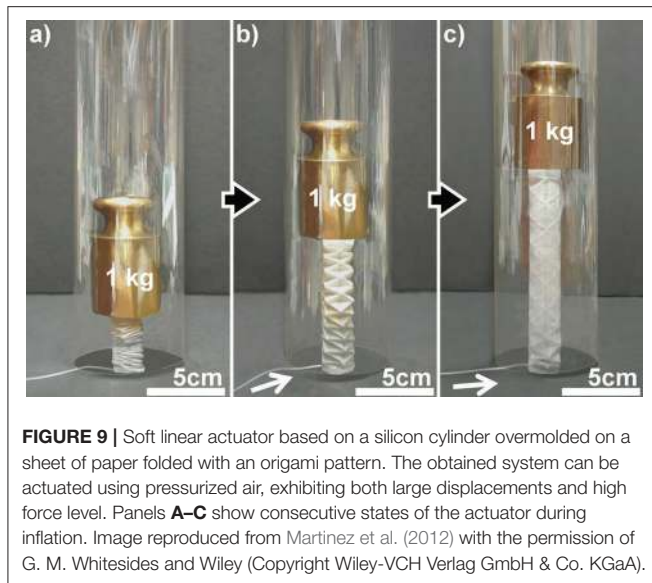 a)
b)
c)
1 kg
1 kg
1 kg
5cm
5cm
5cm
FIGURE 9 | Soft linear actuator based on a silicon cylinder overmolded on a
sheet of paper folded with an origami pattern. The obtained system can be
actuated using pressurized air, exhibiting both large displacements and high
force level. Panels A–C show consecutive states of the actuator during
inflation. Image reproduced from Martinez et al. (2012) with the permission of
G. M. Whitesides and Wiley (Copyright Wiley-VCH Verlag GmbH & Co. KGaA).